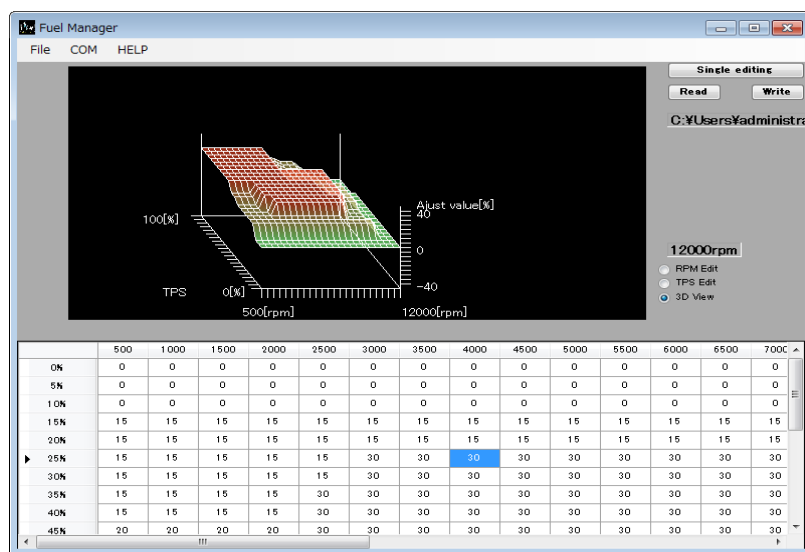 Fuel Manager
File COM HELP
Single editing
Read Write
C:¥Users¥administra
Ajust value[%]
40
100[%]
0
12000rpm
RPM Edit
TPS Edit
TPS 0[%] -40
3D View
500[rpm] 12000[rpm]
500 1000 1500 2000 2500 3000 3500 4000 4500 5000 5500 6000 6500 700C
0% 0 0 0 0 0 0 0 0 0 0 0 0 0 0
5% 0 0 0 0 0 0 0 0 0 0 0 0 0 0
10% 0 0 0 0 0 0 0 0 0 0 0 0 0 0
15% 15 15 15 15 15 15 15 15 15 15 15 15 15 15
20% 15 15 15 15 15 15 15 15 15 15 15 15 15 15
25% 15 15 15 15 15 30 30 30 30 30 30 30 30 30
30% 15 15 15 15 15 30 30 30 30 30 30 30 30 30
35% 15 15 15 15 30 30 30 30 30 30 30 30 30 30
40% 15 15 15 15 30 30 30 30 30 30 30 30 30 30
45% 20 20 20 20 30 30 30 30 30 30 30 30 30 30